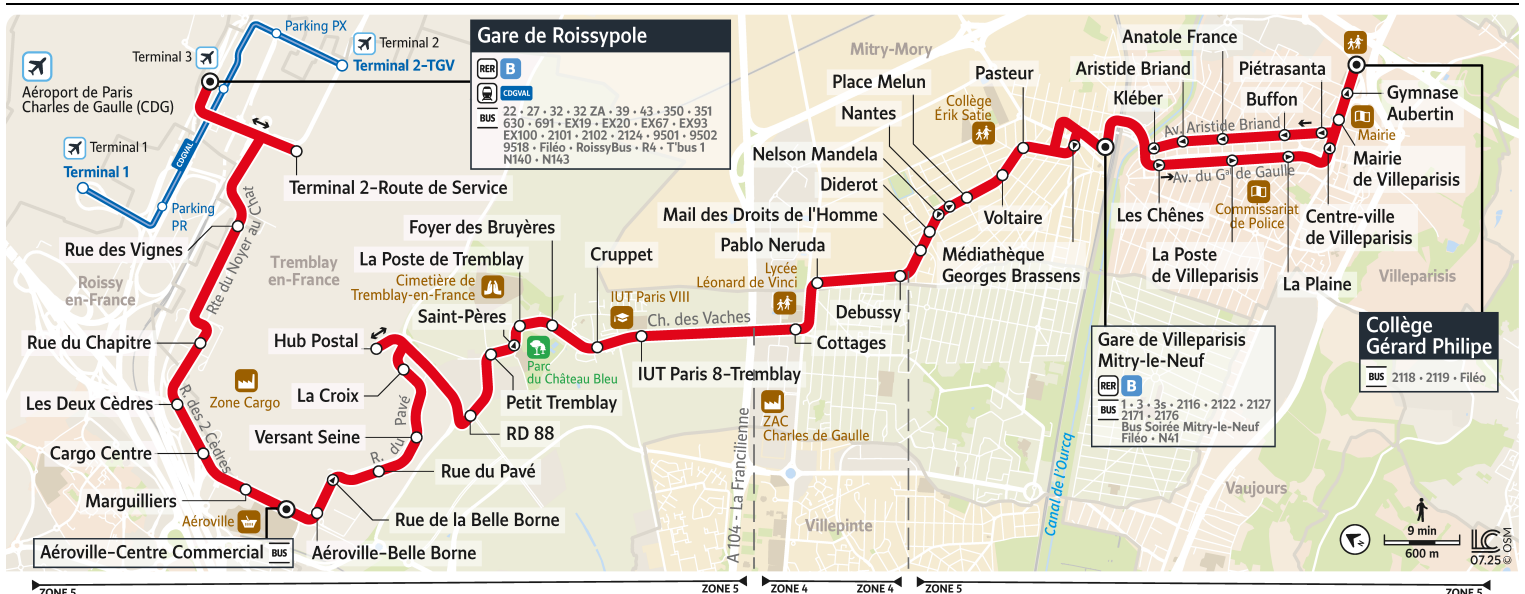 Parking PX
Terminal 2
Terminal 2-TGV
Terminal 3
Aéroport de Paris
Charles de Gaulle (CDG)
CDGVAL
Terminal 1
Terminal 1
Parking
PR
Gare de Roissypole
RER B
CDGVAL
BUS
22 • 27 • 32 • 32 ZA • 39 • 43 • 350 • 351
630 • 691 • EX19 • EX20 • EX67 • EX93
EX100 • 2101 • 2102 • 2124 • 9501 • 9502
9518 • Filéo • RoissyBus • R4 • T'bus 1
N140 • N143
Terminal 2–Route de Service
Rue des Vignes
Rte du Noyer au Chat
Roissy
en-France
Tremblay
en-France
Rue du Chapitre
Les Deux Cèdres
R. des 2 Cèdres
Zone Cargo
Cargo Centre
Marguilliers
Aéroville
Aéroville–Centre Commercial BUS
Aéroville–Belle Borne
Rue de la Belle Borne
Rue du Pavé
R. du Pavé
Versant Seine
La Croix
Hub Postal
RD 88
Petit Tremblay
Saint-Pères
Cimetière de
Tremblay-en-France
La Poste de Tremblay
Foyer des Bruyères
Parc
du Château Bleu
Cruppet
IUT Paris VIII
Ch. des Vaches
IUT Paris 8–Tremblay
Cottages
Lycée
Léonard de Vinci
Pablo Neruda
Debussy
ZAC
Charles de Gaulle
A 104 - La Francilienne
Villepinte
Mail des Droits de l'Homme
Diderot
Nelson Mandela
Nantes
Place Melun
Mitry-Mory
Collège
Érik Satie
Pasteur
Voltaire
Médiathèque
Georges Brassens
Canal de l'Ourcq
Gare de Villeparisis
Mitry-le-Neuf
RER B
BUS
1 • 3 • 3s • 2116 • 2122 • 2127
2171 • 2176
Bus Soirée Mitry-le-Neuf
Filéo • N41
Anatole France
Aristide Briand
Kléber
Piétrasanta
Buffon
Av. Aristide Briand
Av. du Gal de Gaulle
Les Chênes
La Poste
de Villeparisis
Commissariat
de Police
La Plaine
Centre-ville
de Villeparisis
Mairie
de Villeparisis
Mairie
Gymnase
Aubertin
Villeparisis
Vaujours
Collège
Gérard Philipe
BUS
2118 • 2119 • Filéo
9 min
600 m
LC
07.25 © OSM
ZONE 5
ZONE 5
ZONE 4
ZONE 4
ZONE 5
ZONE 5